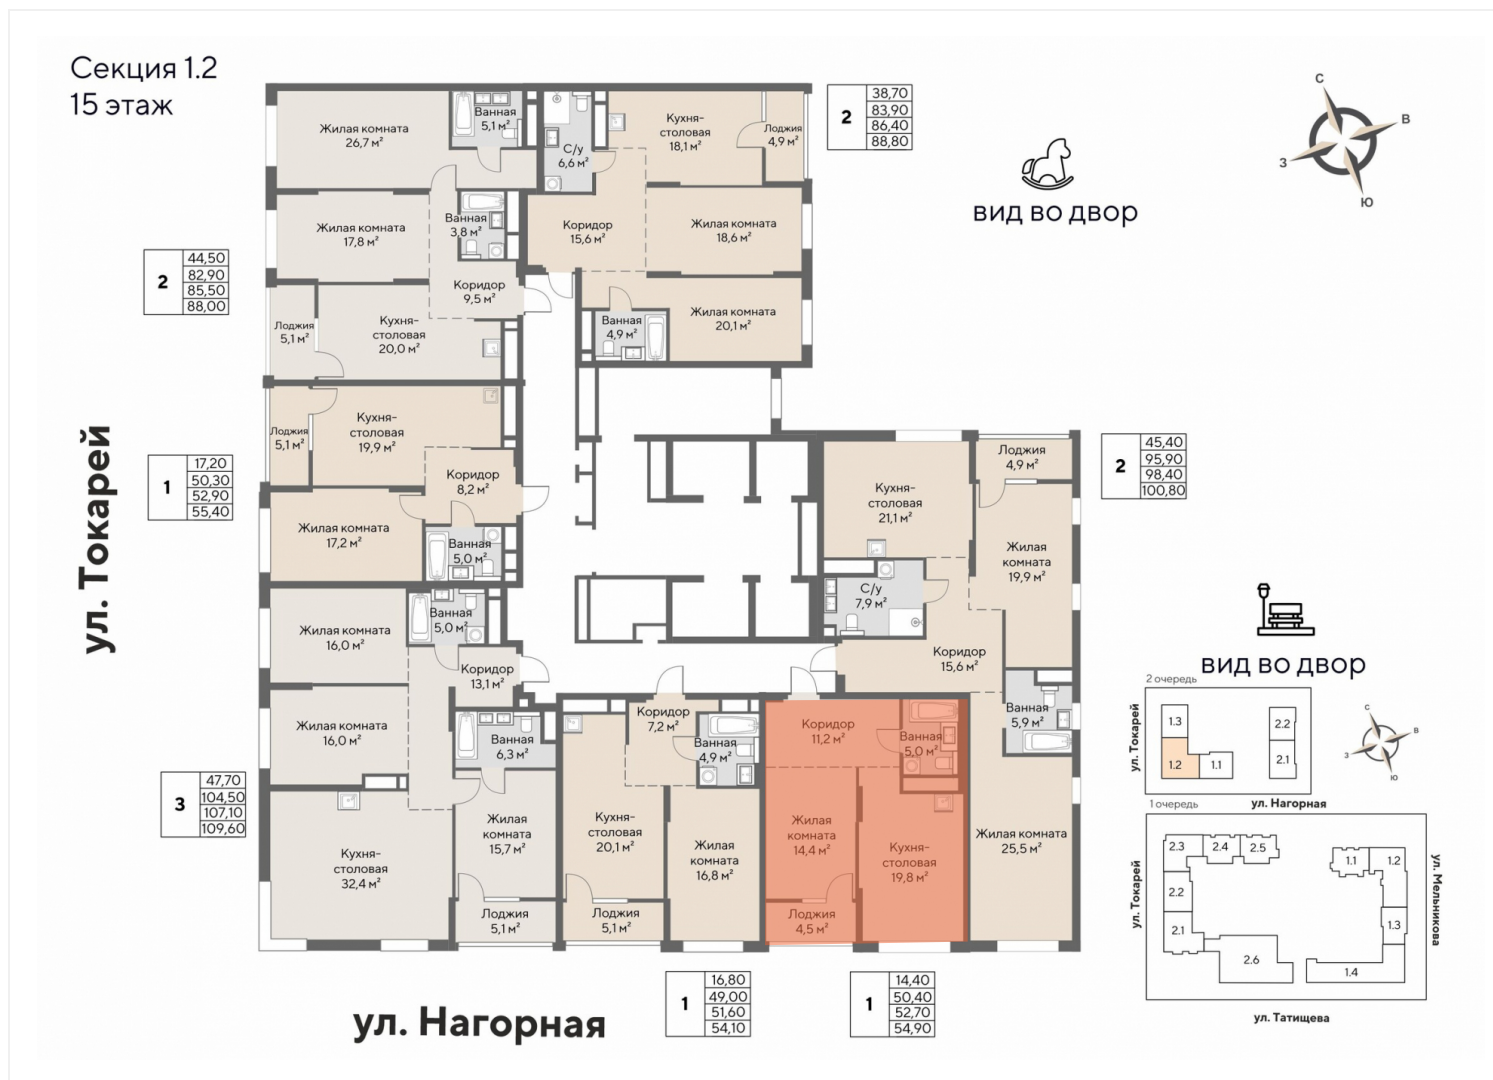 Секция 1.2
15 этаж
Жилая комната
26,7 м²
Ванная
5,1 м²
С/у
6,6 м²
Кухня-
столовая
18,1 м²
Лоджия
4,9 м²
2
38,70
83,90
86,40
88,80
С
В
З
Ю
вид во двор
Жилая комната
17,8 м²
Ванная
3,8 м²
Коридор
15,6 м²
Жилая комната
18,6 м²
2
44,50
82,90
85,50
88,00
Коридор
9,5 м²
Лоджия
5,1 м²
Кухня-
столовая
20,0 м²
Ванная
4,9 м²
Жилая комната
20,1 м²
ул. Токарей
Лоджия
5,1 м²
Кухня-
столовая
19,9 м²
1
17,20
50,30
52,90
55,40
Коридор
8,2 м²
Жилая комната
17,2 м²
Ванная
5,0 м²
Кухня-
столовая
21,1 м²
Лоджия
4,9 м²
2
45,40
95,90
98,40
100,80
Жилая
комната
19,9 м²
С/у
7,9 м²
Жилая комната
16,0 м²
Ванная
5,0 м²
Коридор
13,1 м²
Коридор
15,6 м²
вид во двор
Жилая комната
16,0 м²
Ванная
6,3 м²
Коридор
7,2 м²
Ванная
4,9 м²
Коридор
11,2 м²
Ванная
5,0 м²
Ванная
5,9 м²
2 очередь
ул. Токарей
1.3
1.2
1.1
2.2
2.1
С
В
З
Ю
ул. Нагорная
3
47,70
104,50
107,10
109,60
Кухня-
столовая
32,4 м²
Жилая
комната
15,7 м²
Кухня-
столовая
20,1 м²
Жилая
комната
16,8 м²
Жилая
комната
14,4 м²
Кухня-
столовая
19,8 м²
Жилая комната
25,5 м²
Лоджия
5,1 м²
Лоджия
5,1 м²
Лоджия
4,5 м²
1 очередь
ул. Токарей
2.3
2.4
2.5
1.1
1.2
2.2
2.1
1.3
2.6
1.4
ул. Мельникова
ул. Татищева
ул. Нагорная
1
16,80
49,00
51,60
54,10
1
14,40
50,40
52,70
54,90